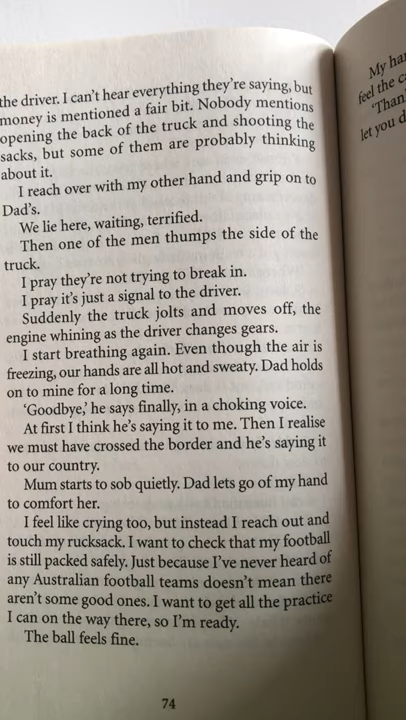 the driver. I can't hear everything they're saying, but
money is mentioned a fair bit. Nobody mentions
opening the back of the truck and shooting the
sacks, but some of them are probably thinking
about it.
I reach over with my other hand and grip on to
Dad's.
We lie here, waiting, terrified.
Then one of the men thumps the side of the
truck.
I pray they're not trying to break in.
I pray it's just a signal to the driver.
Suddenly the truck jolts and moves off, the
engine whining as the driver changes gears.
I start breathing again. Even though the air is
freezing, our hands are all hot and sweaty. Dad holds
on to mine for a long time.
‘Goodbye,’ he says finally, in a choking voice.
At first I think he's saying it to me. Then I realise
we must have crossed the border and he's saying it
to our country.
Mum starts to sob quietly. Dad lets go of my hand
to comfort her.
I feel like crying too, but instead I reach out and
touch my rucksack. I want to check that my football
is still packed safely. Just because I've never heard of
any Australian football teams doesn't mean there
aren't some good ones. I want to get all the practice
I can on the way there, so I'm ready.
The ball feels fine.
74
My
feel the
let you